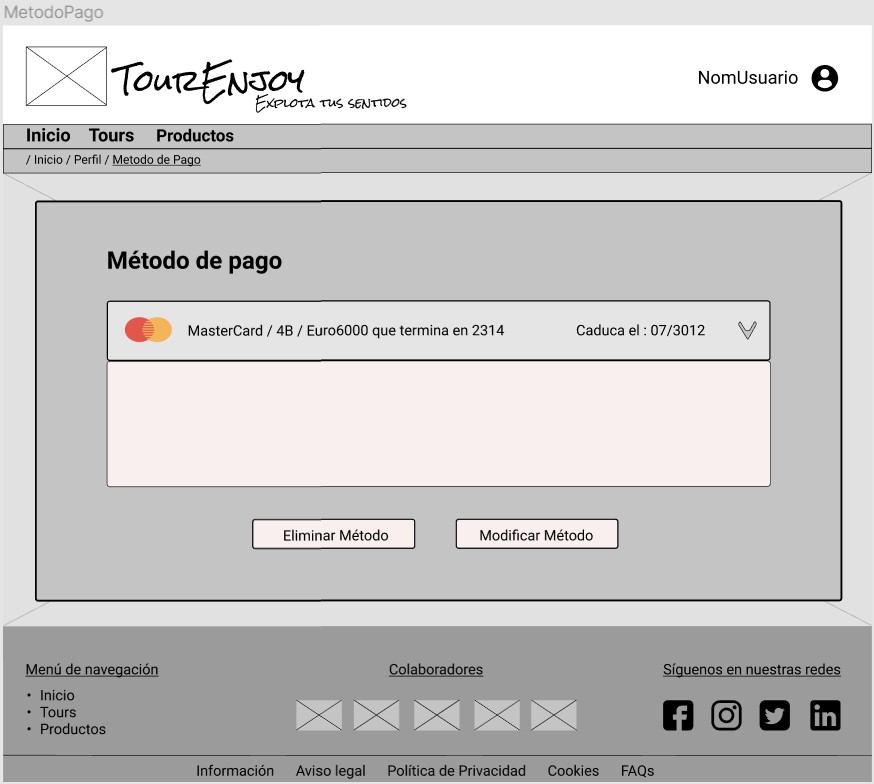 MetodoPago
TourEnjoy
Explota tus sentidos
NomUsuario
Inicio Tours Productos
/ Inicio / Perfil / Metodo de Pago
Método de pago
MasterCard / 4B / Euro6000 que termina en 2314 Caduca el : 07/3012
Eliminar Método Modificar Método
Menú de navegación Colaboradores Síguenos en nuestras redes
• Inicio
• Tours
• Productos
Información Aviso legal Política de Privacidad Cookies FAQs